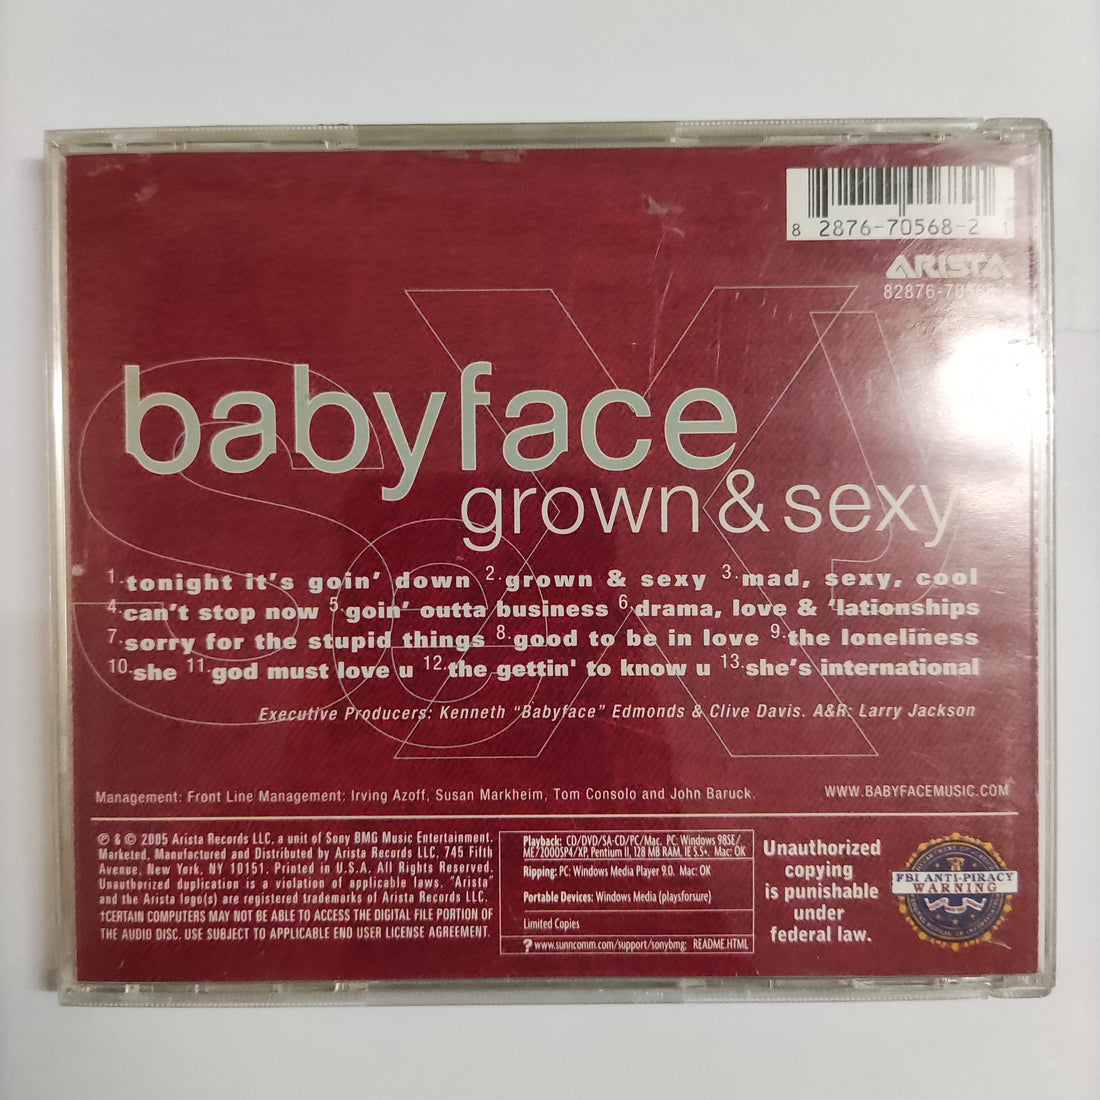 8 2876-70568-2 1
ARISTA
82876-70568-2
babyface
grown & sexy
1. tonight it's goin' down 2. grown & sexy 3. mad, sexy, cool
4. can't stop now 5. goin' outta business 6. drama, love & 'lationships
7. sorry for the stupid things 8. good to be in love 9. the loneliness
10. she 11. god must love u 12. the gettin' to know u 13. she's international
Executive Producers: Kenneth "Babyface" Edmonds & Clive Davis. A&R: Larry Jackson
Management: Front Line Management: Irving Azoff, Susan Markheim, Tom Consolo and John Baruck.
WWW.BABYFACEMUSIC.COM
℗ & © 2005 Arista Records LLC, a unit of Sony BMG Music Entertainment.
Marketed, Manufactured and Distributed by Arista Records LLC, 745 Fifth
Avenue, New York, NY 10151. Printed in U.S.A. All Rights Reserved.
Unauthorized duplication is a violation of applicable laws. "Arista"
and the Arista logo(s) are registered trademarks of Arista Records LLC.
†CERTAIN COMPUTERS MAY NOT BE ABLE TO ACCESS THE DIGITAL FILE PORTION OF
THE AUDIO DISC. USE SUBJECT TO APPLICABLE END USER LICENSE AGREEMENT.
Playback: CD/DVD/SA-CD/PC/Mac. PC: Windows 98SE/
ME/2000SP4/XP, Pentium II, 128 MB RAM, IE 5.5+. Mac: OK
Ripping: PC: Windows Media Player 9.0. Mac: OK
Portable Devices: Windows Media (playsforsure)
Limited Copies
? www.sunncomm.com/support/sonybmg; README.HTML
Unauthorized
copying
is punishable
under
federal law.
FBI ANTI-PIRACY
WARNING
sexy